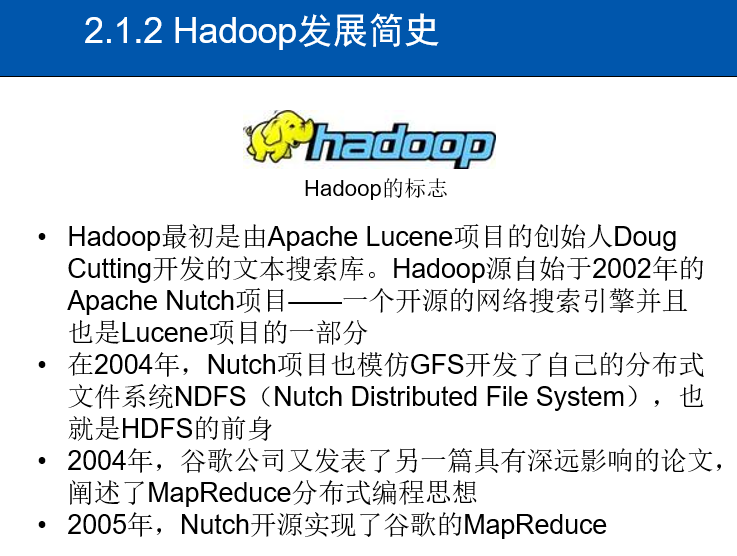 2.1.2 Hadoop发展简史
hadoop
Hadoop的标志
• Hadoop最初是由Apache Lucene项目的创始人Doug
Cutting开发的文本搜索库。Hadoop源自始于2002年的
Apache Nutch项目——一个开源的网络搜索引擎并且
也是Lucene项目的一部分
• 在2004年，Nutch项目也模仿GFS开发了自己的分布式
文件系统NDFS（Nutch Distributed File System），也
就是HDFS的前身
• 2004年，谷歌公司又发表了另一篇具有深远影响的论文，
阐述了MapReduce分布式编程思想
• 2005年，Nutch开源实现了谷歌的MapReduce